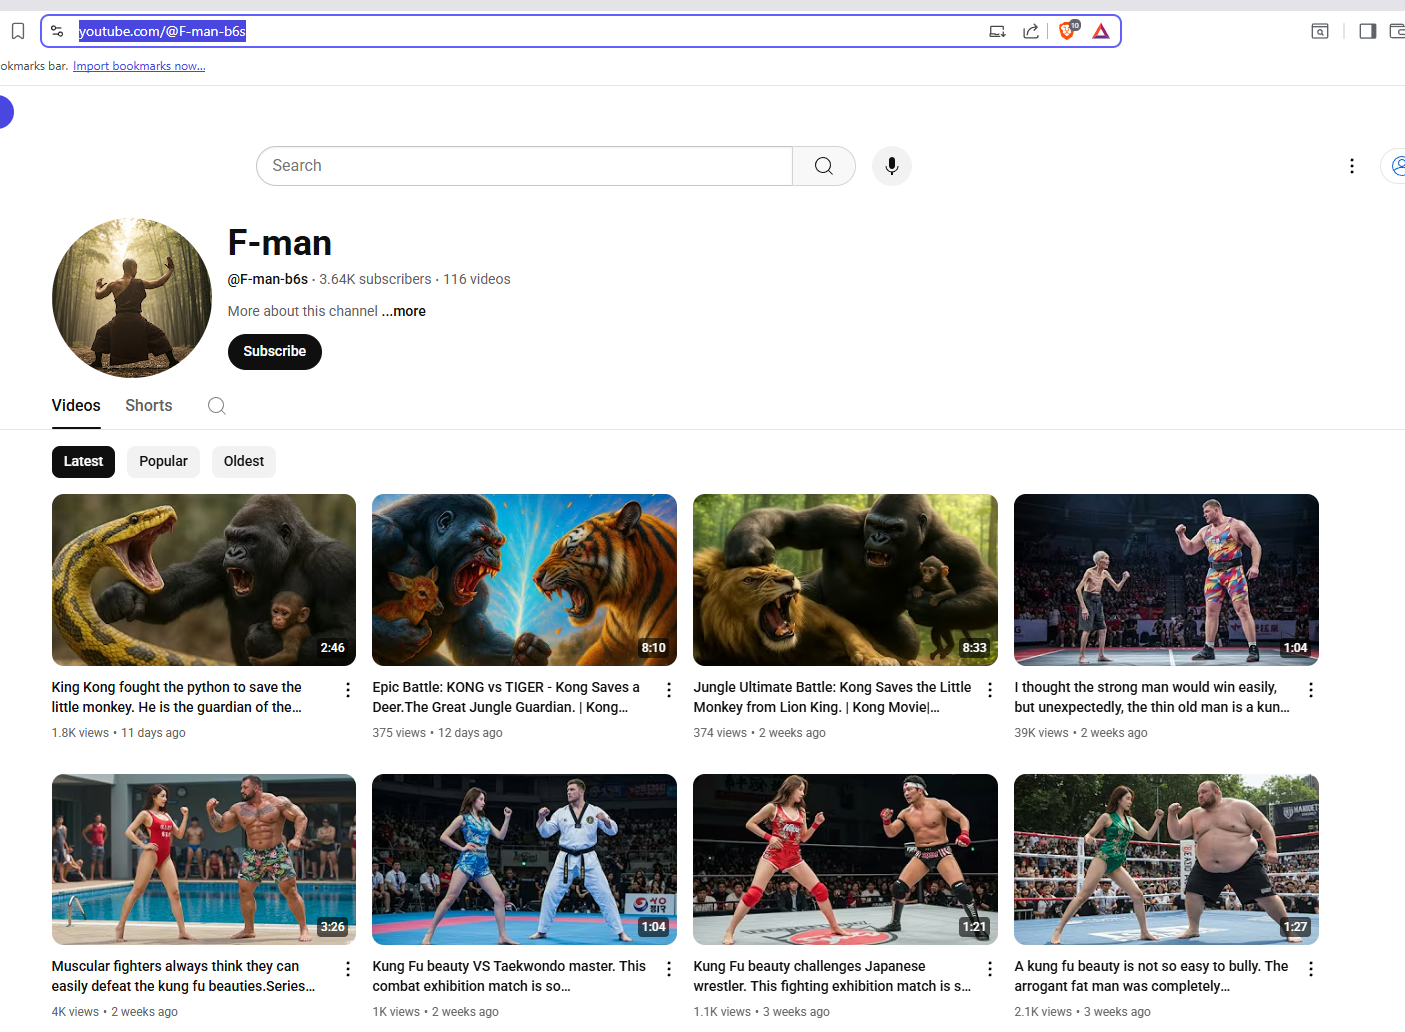 youtube.com/@F-man-b6s
10
okmarks bar. Import bookmarks now...
Search
F-man
@F-man-b6s • 3.64K subscribers • 116 videos
More about this channel ...more
Subscribe
Videos Shorts
Latest Popular Oldest
2:46
8:10
8:33
1:04
King Kong fought the python to save the
little monkey. He is the guardian of the...
1.8K views • 11 days ago
Epic Battle: KONG vs TIGER - Kong Saves a
Deer.The Great Jungle Guardian. | Kong...
375 views • 12 days ago
Jungle Ultimate Battle: Kong Saves the Little
Monkey from Lion King. | Kong Movie|...
374 views • 2 weeks ago
I thought the strong man would win easily,
but unexpectedly, the thin old man is a kun...
39K views • 2 weeks ago
3:26
1:04
1:21
1:27
Muscular fighters always think they can
easily defeat the kung fu beauties.Series...
4K views • 2 weeks ago
Kung Fu beauty VS Taekwondo master. This
combat exhibition match is so...
1K views • 2 weeks ago
Kung Fu beauty challenges Japanese
wrestler. This fighting exhibition match is s...
1.1K views • 3 weeks ago
A kung fu beauty is not so easy to bully. The
arrogant fat man was completely...
2.1K views • 3 weeks ago